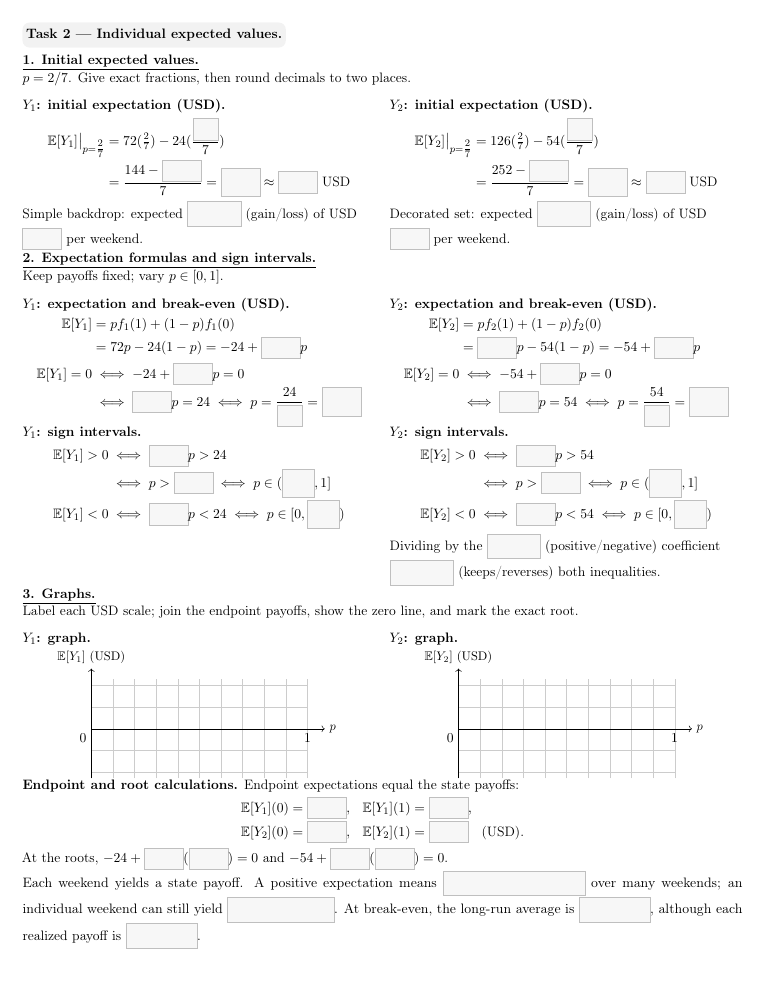 Task 2 — Individual expected values.
1. Initial expected values.
p = 2/7. Give exact fractions, then round decimals to two places.
Y₁: initial expectation (USD).
𝔼[Y₁]|ₚ₌₂⁄₇ = 72(2/7) − 24( /7)
= (144 − )/7 = ≈ USD
Simple backdrop: expected (gain/loss) of USD
per weekend.
Y₂: initial expectation (USD).
𝔼[Y₂]|ₚ₌₂⁄₇ = 126(2/7) − 54( /7)
= (252 − )/7 = ≈ USD
Decorated set: expected (gain/loss) of USD
per weekend.
2. Expectation formulas and sign intervals.
Keep payoffs fixed; vary p ∈ [0, 1].
Y₁: expectation and break-even (USD).
𝔼[Y₁] = pf₁(1) + (1 − p)f₁(0)
= 72p − 24(1 − p) = −24 + p
𝔼[Y₁] = 0 ⟺ −24 + p = 0
⟺ p = 24 ⟺ p = 24/ =
Y₁: sign intervals.
𝔼[Y₁] > 0 ⟺ p > 24
⟺ p > ⟺ p ∈ ( , 1]
𝔼[Y₁] < 0 ⟺ p < 24 ⟺ p ∈ [0, )
Y₂: expectation and break-even (USD).
𝔼[Y₂] = pf₂(1) + (1 − p)f₂(0)
= p − 54(1 − p) = −54 + p
𝔼[Y₂] = 0 ⟺ −54 + p = 0
⟺ p = 54 ⟺ p = 54/ =
Y₂: sign intervals.
𝔼[Y₂] > 0 ⟺ p > 54
⟺ p > ⟺ p ∈ ( , 1]
𝔼[Y₂] < 0 ⟺ p < 54 ⟺ p ∈ [0, )
Dividing by the (positive/negative) coefficient
(keeps/reverses) both inequalities.
3. Graphs.
Label each USD scale; join the endpoint payoffs, show the zero line, and mark the exact root.
Y₁: graph.
𝔼[Y₁] (USD)
p
0 1
Y₂: graph.
𝔼[Y₂] (USD)
p
0 1
Endpoint and root calculations. Endpoint expectations equal the state payoffs:
𝔼[Y₁](0) = , 𝔼[Y₁](1) = ,
𝔼[Y₂](0) = , 𝔼[Y₂](1) = (USD).
At the roots, −24 + ( ) = 0 and −54 + ( ) = 0.
Each weekend yields a state payoff. A positive expectation means over many weekends; an
individual weekend can still yield . At break-even, the long-run average is , although each
realized payoff is .